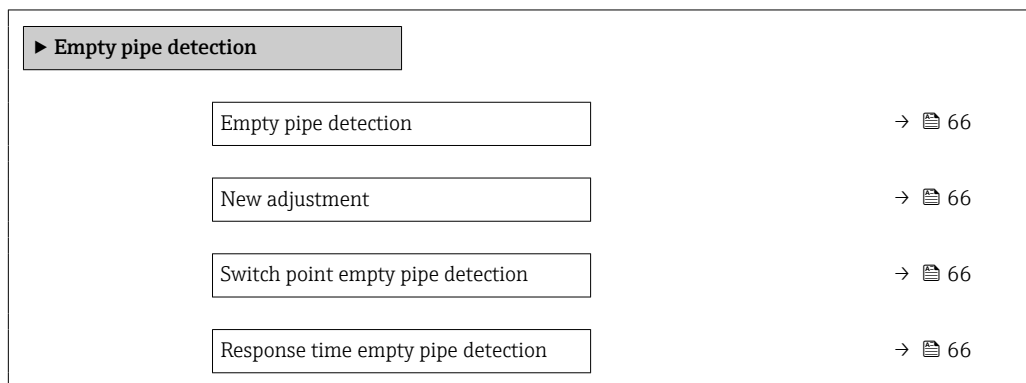 ▶ Empty pipe detection
Empty pipe detection → 66
New adjustment → 66
Switch point empty pipe detection → 66
Response time empty pipe detection → 66